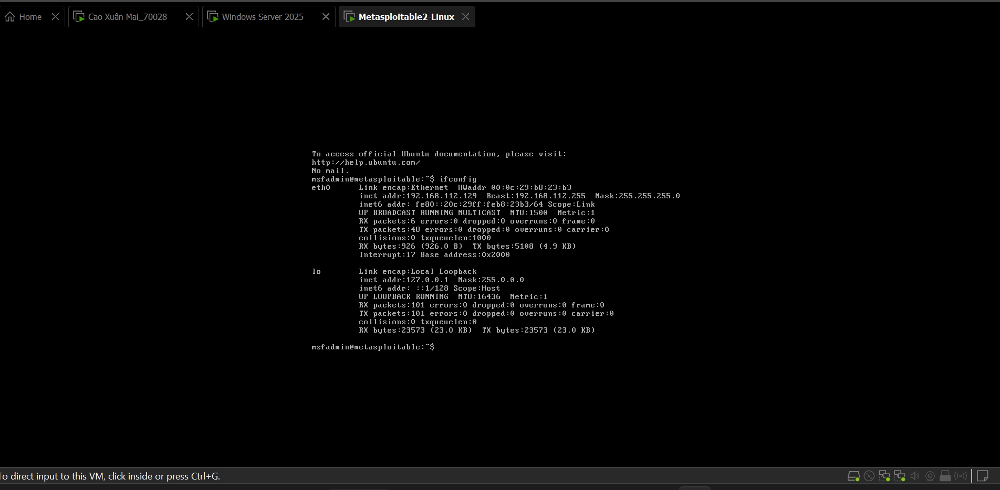 Home
Cao Xuân Mai_70028
Windows Server 2025
Metasploitable2-Linux
To access official Ubuntu documentation, please visit:
http://help.ubuntu.com/
No mail.
msfadmin@metasploitable:~$ ifconfig
eth0      Link encap:Ethernet  HWaddr 00:0c:29:b8:23:b3
          inet addr:192.168.112.129  Bcast:192.168.112.255  Mask:255.255.255.0
          inet6 addr: fe80::20c:29ff:feb8:23b3/64 Scope:Link
          UP BROADCAST RUNNING MULTICAST  MTU:1500  Metric:1
          RX packets:6 errors:0 dropped:0 overruns:0 frame:0
          TX packets:48 errors:0 dropped:0 overruns:0 carrier:0
          collisions:0 txqueuelen:1000
          RX bytes:926 (926.0 B)  TX bytes:5108 (4.9 KB)
          Interrupt:17 Base address:0x2000
lo        Link encap:Local Loopback
          inet addr:127.0.0.1  Mask:255.0.0.0
          inet6 addr: ::1/128 Scope:Host
          UP LOOPBACK RUNNING  MTU:16436  Metric:1
          RX packets:101 errors:0 dropped:0 overruns:0 frame:0
          TX packets:101 errors:0 dropped:0 overruns:0 carrier:0
          collisions:0 txqueuelen:0
          RX bytes:23573 (23.0 KB)  TX bytes:23573 (23.0 KB)
msfadmin@metasploitable:~$
To direct input to this VM, click inside or press Ctrl+G.